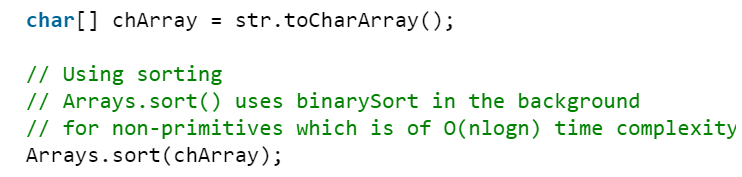 char[] chArray = str.toCharArray();
// Using sorting
// Arrays.sort() uses binarySort in the background
// for non-primitives which is of O(nlogn) time complexity
Arrays.sort(chArray);